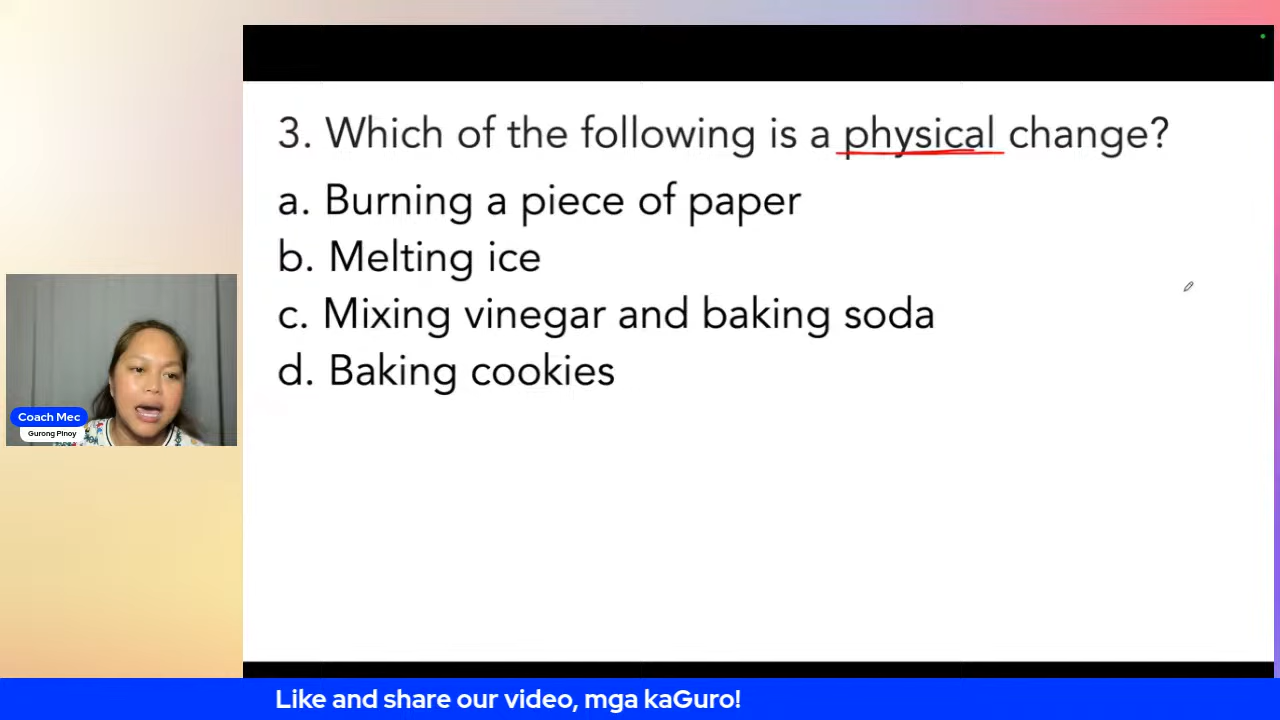 3. Which of the following is a physical change?
a. Burning a piece of paper
b. Melting ice
c. Mixing vinegar and baking soda
d. Baking cookies
Coach Mec
Gurong Pinoy
Like and share our video, mga kaGuro!